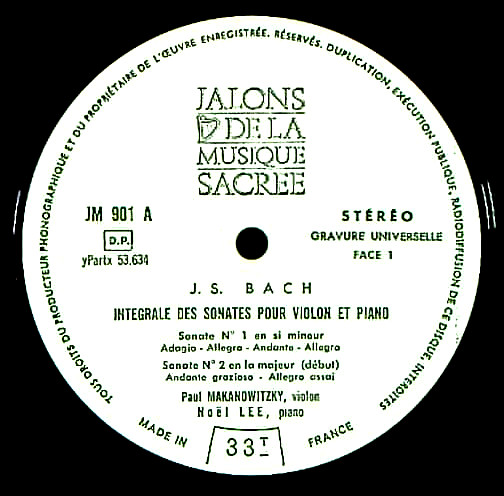 TOUS DROITS DU PRODUCTEUR PHONOGRAPHIQUE ET DU PROPRIÉTAIRE DE L'ŒUVRE ENREGISTRÉE, RÉSERVÉS. DUPLICATION, EXÉCUTION PUBLIQUE, RADIODIFFUSION DE CE DISQUE, INTERDITES
JALONS
DE LA
MUSIQUE
SACREE
JM 901 A
D.P.
yPartx 53.634
STÉRÉO
GRAVURE UNIVERSELLE
FACE 1
J. S. BACH
INTEGRALE DES SONATES POUR VIOLON ET PIANO
Sonate N° 1 en si mineur
Adagio - Allegro - Andante - Allegro
Sonate N° 2 en la majeur (début)
Andante grazioso - Allegro assai
Paul MAKANOWITZKY, violon
Noël LEE, piano
MADE IN FRANCE
33T